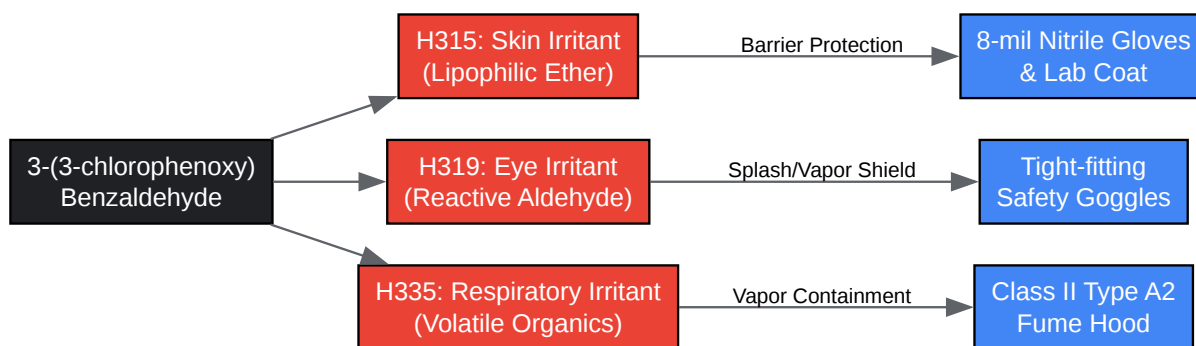 H315: Skin Irritant
(Lipophilic Ether)
Barrier Protection
8-mil Nitrile Gloves
& Lab Coat
3-(3-chlorophenoxy)
Benzaldehyde
H319: Eye Irritant
(Reactive Aldehyde)
Splash/Vapor Shield
Tight-fitting
Safety Goggles
H335: Respiratory Irritant
(Volatile Organics)
Vapor Containment
Class II Type A2
Fume Hood